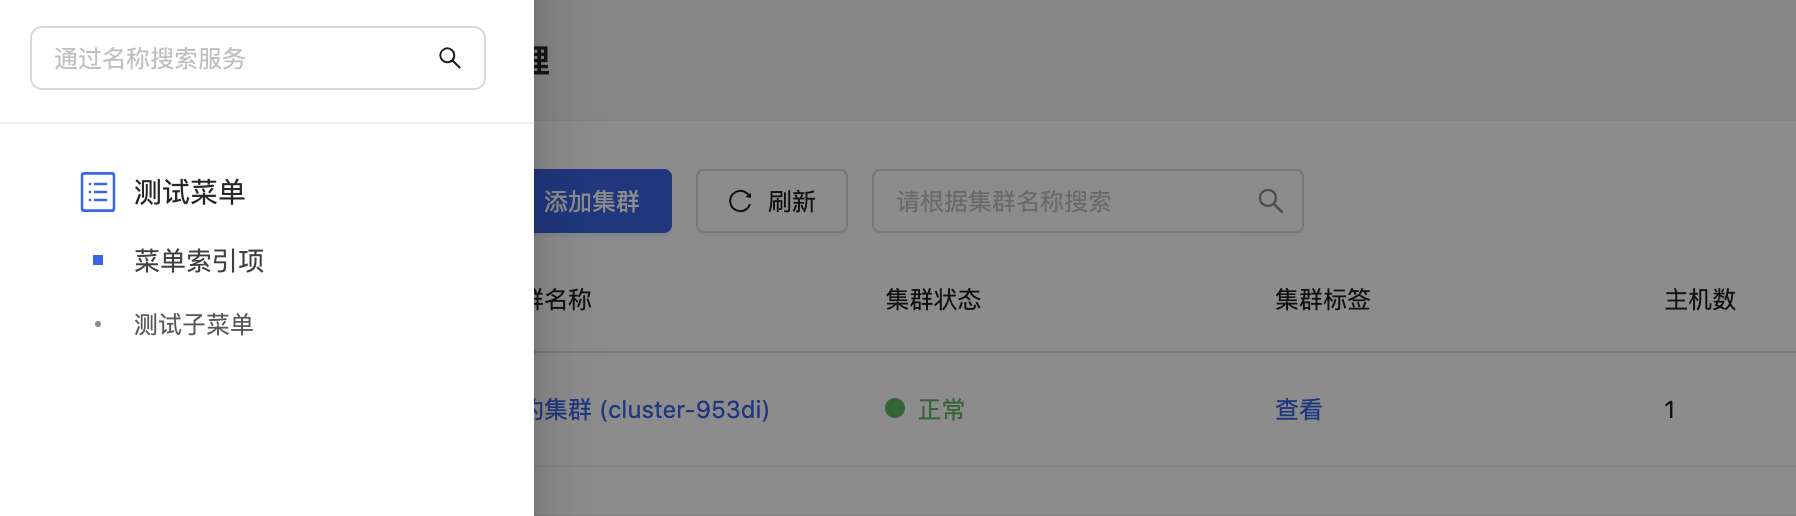 通过名称搜索服务
理
添加集群
刷新
请根据集群名称搜索
测试菜单
菜单索引项
测试子菜单
群名称
集群状态
集群标签
主机数
的集群 (cluster-953di)
正常
查看
1